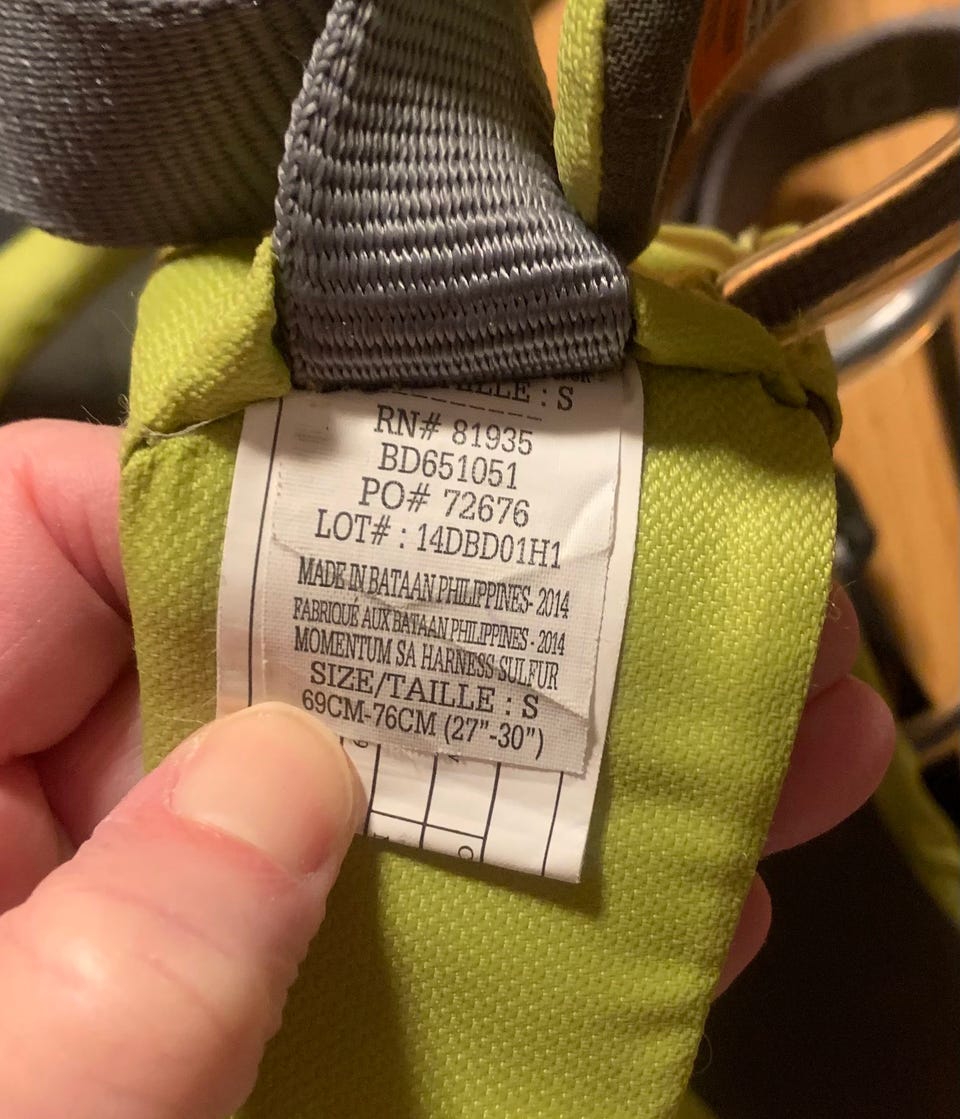 TAILLE : S
RN# 81935
BD651051
PO# 72676
LOT# : 14DBD01H1
MADE IN BATAAN PHILIPPINES- 2014
FABRIQUÉ AUX BATAAN PHILIPPINES - 2014
MOMENTUM SA HARNESS SULFUR
SIZE/TAILLE : S
69CM-76CM (27”-30”)